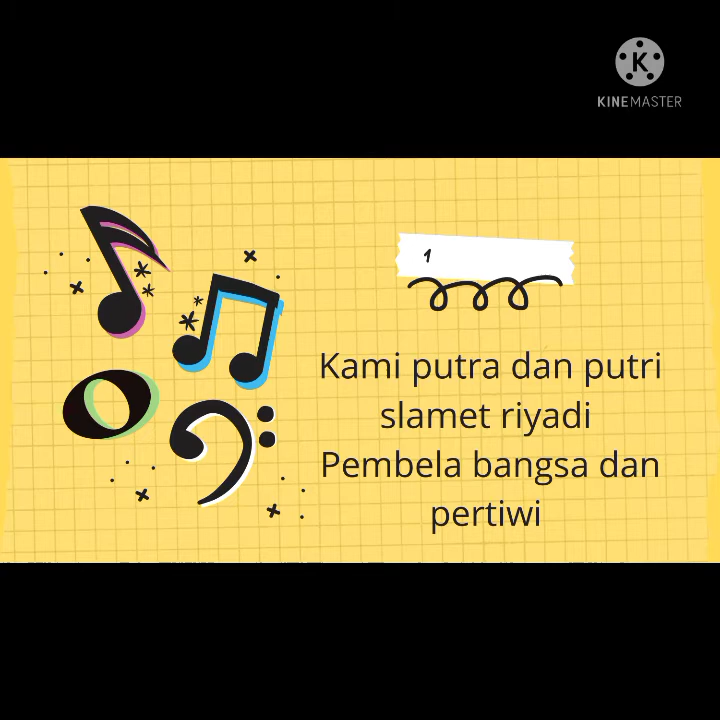 KINEMASTER
1
Kami putra dan putri
slamet riyadi
Pembela bangsa dan
pertiwi